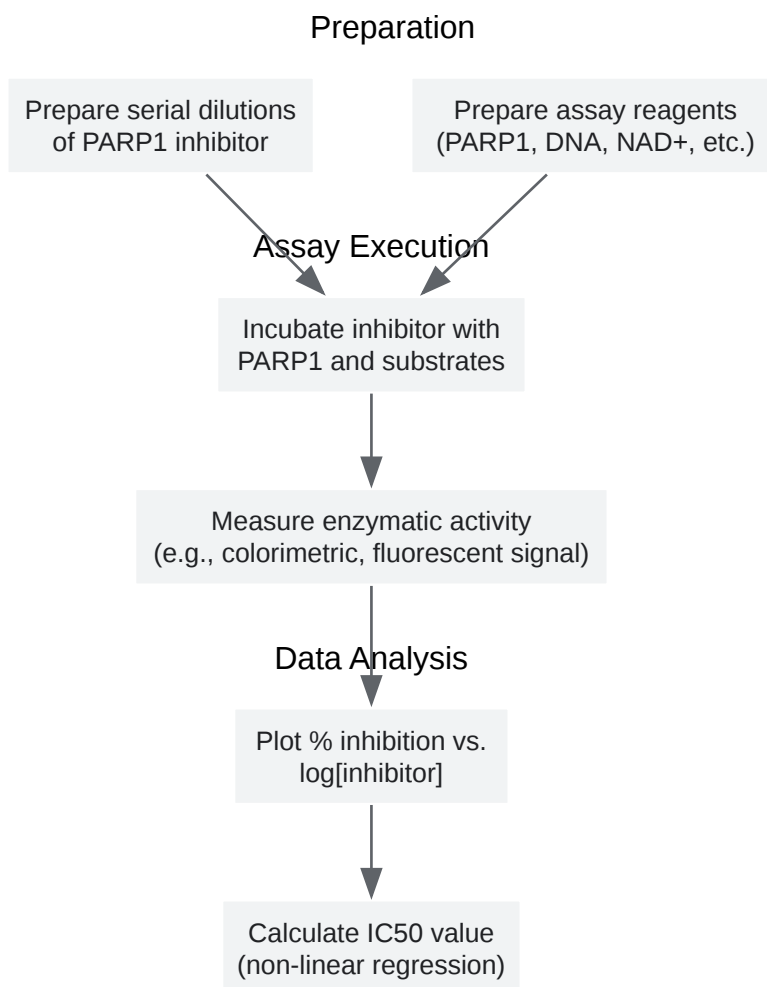 Preparation
Prepare serial dilutions
of PARP1 inhibitor
Prepare assay reagents
(PARP1, DNA, NAD+, etc.)
Assay Execution
Incubate inhibitor with
PARP1 and substrates
Measure enzymatic activity
(e.g., colorimetric, fluorescent signal)
Data Analysis
Plot % inhibition vs.
log[inhibitor]
Calculate IC50 value
(non-linear regression)